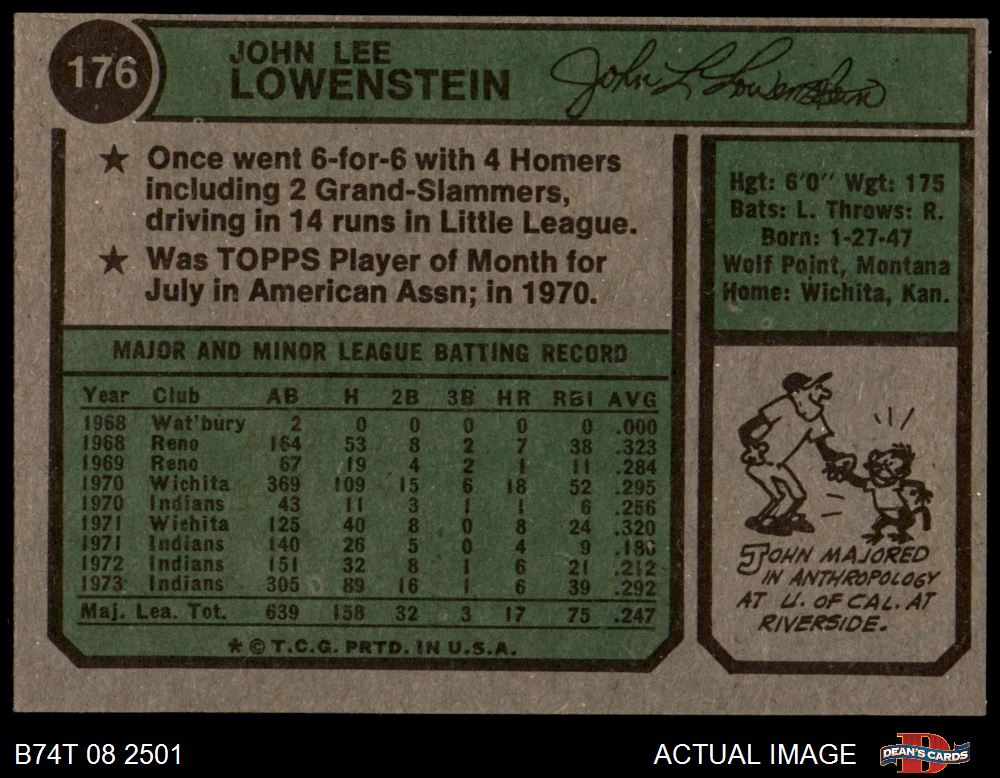 176
JOHN LEE
LOWENSTEIN
John L Lowenstein
★ Once went 6-for-6 with 4 Homers
including 2 Grand-Slammers,
driving in 14 runs in Little League.
★ Was TOPPS Player of Month for
July in American Assn; in 1970.
Hgt: 6'0" Wgt: 175
Bats: L. Throws: R.
Born: 1-27-47
Wolf Point, Montana
Home: Wichita, Kan.
MAJOR AND MINOR LEAGUE BATTING RECORD
Year Club AB H 2B 3B HR RBI AVG
1968 Wat'bury 2 0 0 0 0 0 .000
1968 Reno 164 53 8 2 7 38 .323
1969 Reno 67 19 4 2 1 11 .284
1970 Wichita 369 109 15 6 18 52 .295
1970 Indians 43 11 3 1 1 6 .256
1971 Wichita 125 40 8 0 8 24 .320
1971 Indians 140 26 5 0 4 9 .186
1972 Indians 151 32 8 1 6 21 .212
1973 Indians 305 89 16 1 6 39 .292
Maj. Lea. Tot. 639 158 32 3 17 75 .247
* © T.C.G. PRTD. IN U.S.A.
JOHN MAJORED
IN ANTHROPOLOGY
AT U. OF CAL. AT
RIVERSIDE.
B74T 08 2501
ACTUAL IMAGE
DEAN'S CARDS